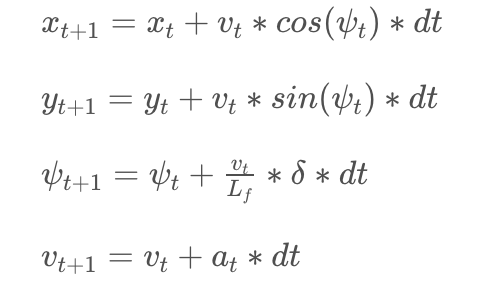 x_{t+1} = x_t + v_t * cos(ψ_t) * dt
y_{t+1} = y_t + v_t * sin(ψ_t) * dt
ψ_{t+1} = ψ_t + \frac{v_t}{L_f} * δ * dt
v_{t+1} = v_t + a_t * dt